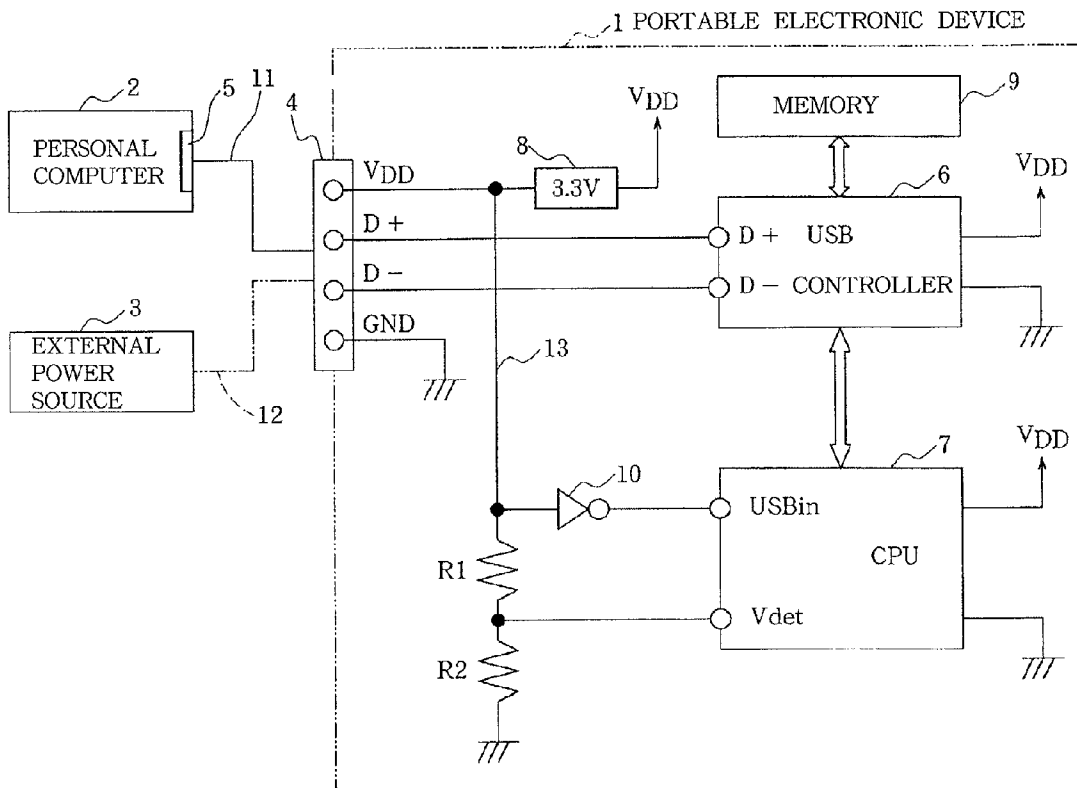 1 PORTABLE ELECTRONIC DEVICE
2
5
11
4
PERSONAL
COMPUTER
VDD
8
3.3V
VDD
MEMORY
9
D+
D−
GND
6
VDD
D+ USB
D− CONTROLLER
3
EXTERNAL
POWER
SOURCE
12
13
10
7
VDD
USBin
CPU
R1
Vdet
R2